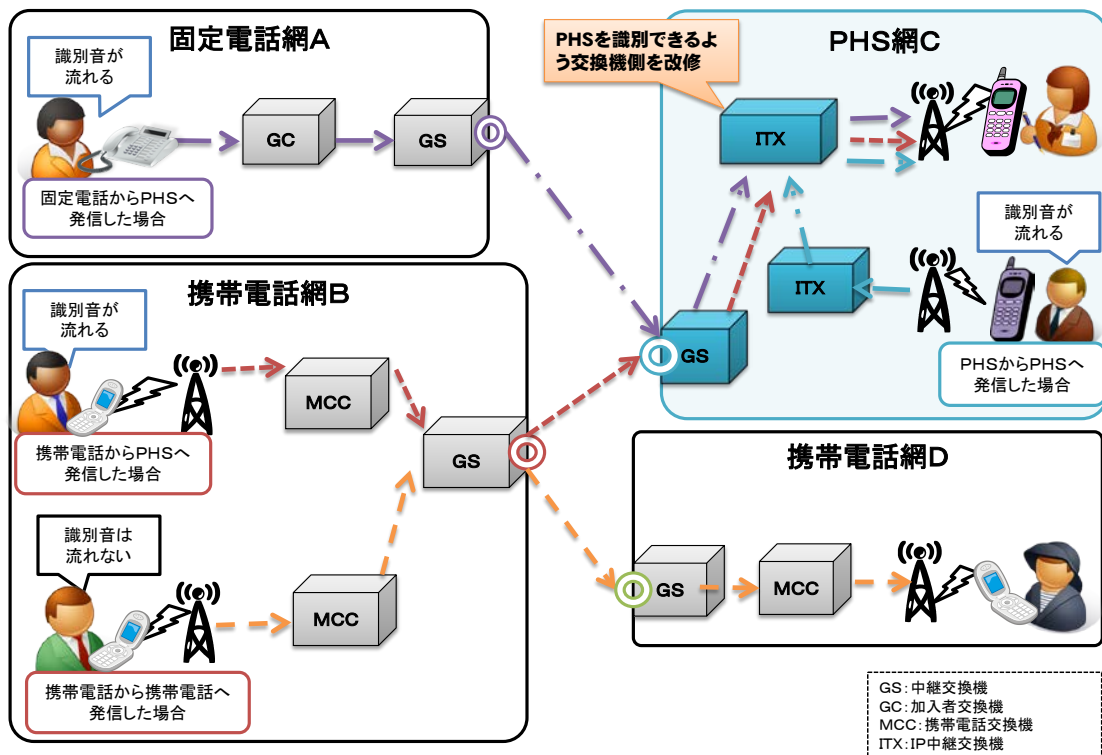 固定電話網A
識別音が
流れる
GC
GS
固定電話からPHSへ
発信した場合
PHSを識別できるよ
う交換機側を改修
PHS網C
ITX
識別音が
流れる
ITX
GS
PHSからPHSへ
発信した場合
携帯電話網B
識別音が
流れる
MCC
GS
携帯電話からPHSへ
発信した場合
識別音は
流れない
MCC
携帯電話から携帯電話へ
発信した場合
携帯電話網D
GS
MCC
GS:中継交換機
GC:加入者交換機
MCC:携帯電話交換機
ITX:IP中継交換機